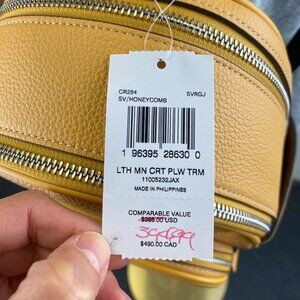 CR284 SVRGJ
SV/HONEYCOMB
1 96395 28630 0
LTH MN CRT PLW TRM
11005232JAX
MADE IN PHILIPPINES
COMPARABLE VALUE
$398.00 USD
$490.00 CAD